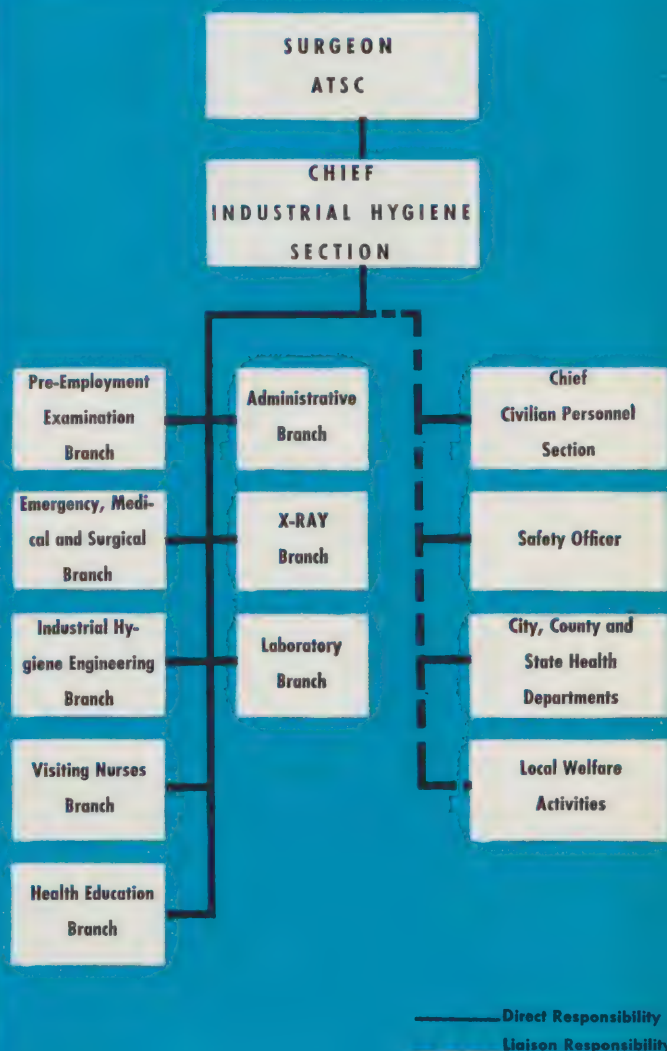 SURGEON
ATSC
CHIEF
INDUSTRIAL HYGIENE
SECTION
Pre-Employment
Examination
Branch
Administrative
Branch
Chief
Civilian Personnel
Section
Emergency, Medi-
cal and Surgical
Branch
X-RAY
Branch
Safety Officer
Industrial Hy-
giene Engineering
Branch
Laboratory
Branch
City, County and
State Health
Departments
Visiting Nurses
Branch
Local Welfare
Activities
Health Education
Branch
Direct Responsibility
Liaison Responsibility